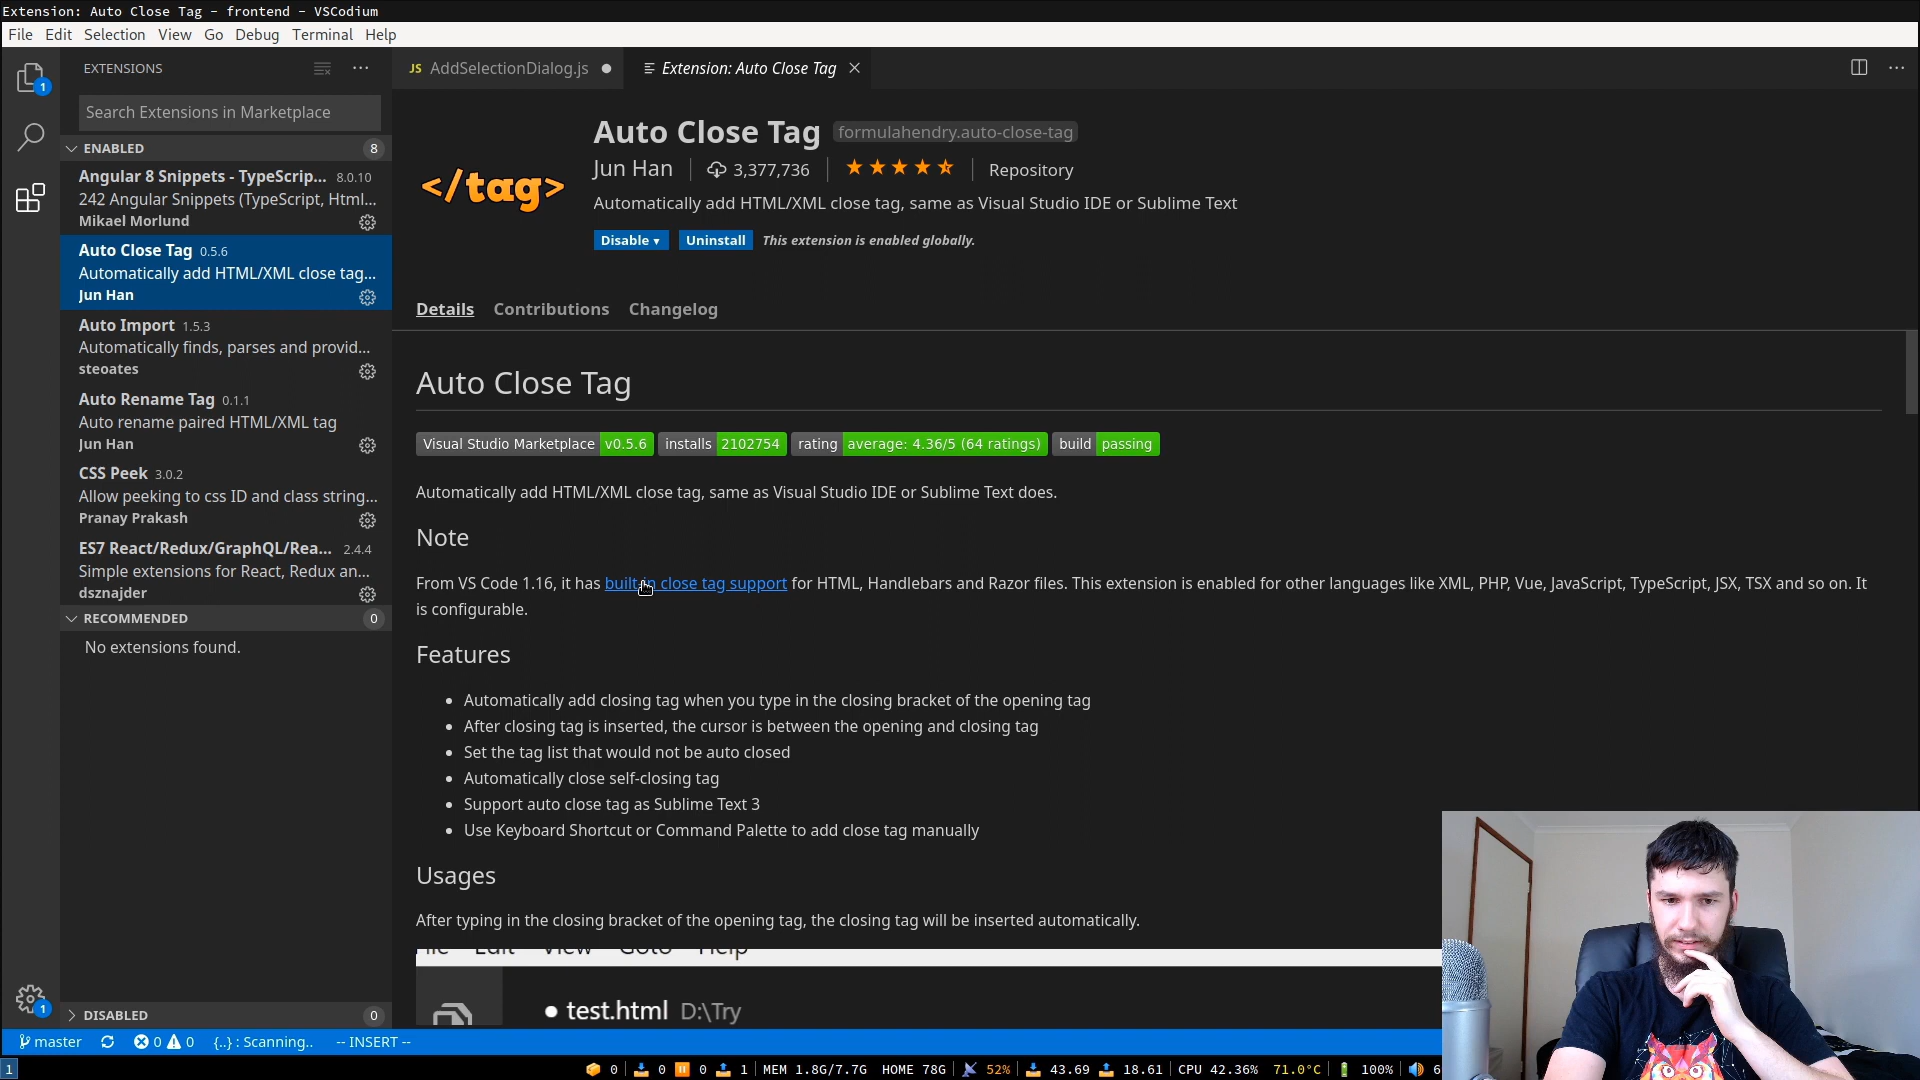 Extension: Auto Close Tag - frontend - VSCodium
File Edit Selection View Go Debug Terminal Help
EXTENSIONS
Search Extensions in Marketplace
ENABLED 8
Angular 8 Snippets - TypeScrip... 8.0.10
242 Angular Snippets (TypeScript, Html...
Mikael Morlund
Auto Close Tag 0.5.6
Automatically add HTML/XML close tag...
Jun Han
Auto Import 1.5.3
Automatically finds, parses and provid...
steoates
Auto Rename Tag 0.1.1
Auto rename paired HTML/XML tag
Jun Han
CSS Peek 3.0.2
Allow peeking to css ID and class string...
Pranay Prakash
ES7 React/Redux/GraphQL/Rea... 2.4.4
Simple extensions for React, Redux an...
dsznajder
RECOMMENDED 0
No extensions found.
DISABLED 0
JS AddSelectionDialog.js
Extension: Auto Close Tag
</tag>
Auto Close Tag formulahendry.auto-close-tag
Jun Han | 3,377,736 | Repository
Automatically add HTML/XML close tag, same as Visual Studio IDE or Sublime Text
Disable Uninstall This extension is enabled globally.
Details Contributions Changelog
Auto Close Tag
Visual Studio Marketplace v0.5.6 installs 2102754 rating average: 4.36/5 (64 ratings) build passing
Automatically add HTML/XML close tag, same as Visual Studio IDE or Sublime Text does.
Note
From VS Code 1.16, it has built-in close tag support for HTML, Handlebars and Razor files. This extension is enabled for other languages like XML, PHP, Vue, JavaScript, TypeScript, JSX, TSX and so on. It
is configurable.
Features
• Automatically add closing tag when you type in the closing bracket of the opening tag
• After closing tag is inserted, the cursor is between the opening and closing tag
• Set the tag list that would not be auto closed
• Automatically close self-closing tag
• Support auto close tag as Sublime Text 3
• Use Keyboard Shortcut or Command Palette to add close tag manually
Usages
After typing in the closing bracket of the opening tag, the closing tag will be inserted automatically.
File Edit View Goto Help
● test.html D:\Try
1
1
master 0 0 {..} : Scanning.. -- INSERT --
1 0 0 0 1 MEM 1.8G/7.7G HOME 78G 52% 43.69 18.61 CPU 42.36% 71.0°C 100% 6